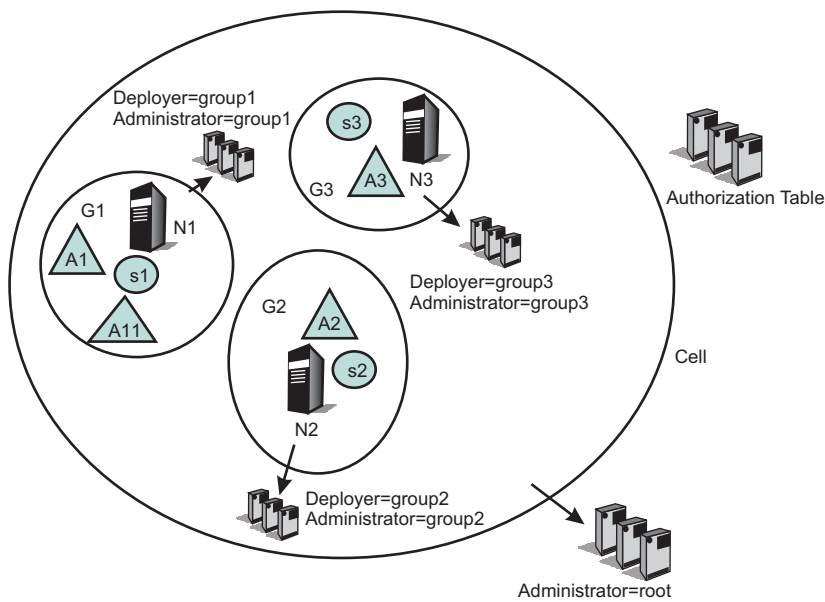 Deployer=group1
Administrator=group1
s3
G3
A3
N3
Authorization Table
G1
N1
A1
s1
A11
Deployer=group3
Administrator=group3
G2
A2
s2
N2
Cell
Deployer=group2
Administrator=group2
Administrator=root